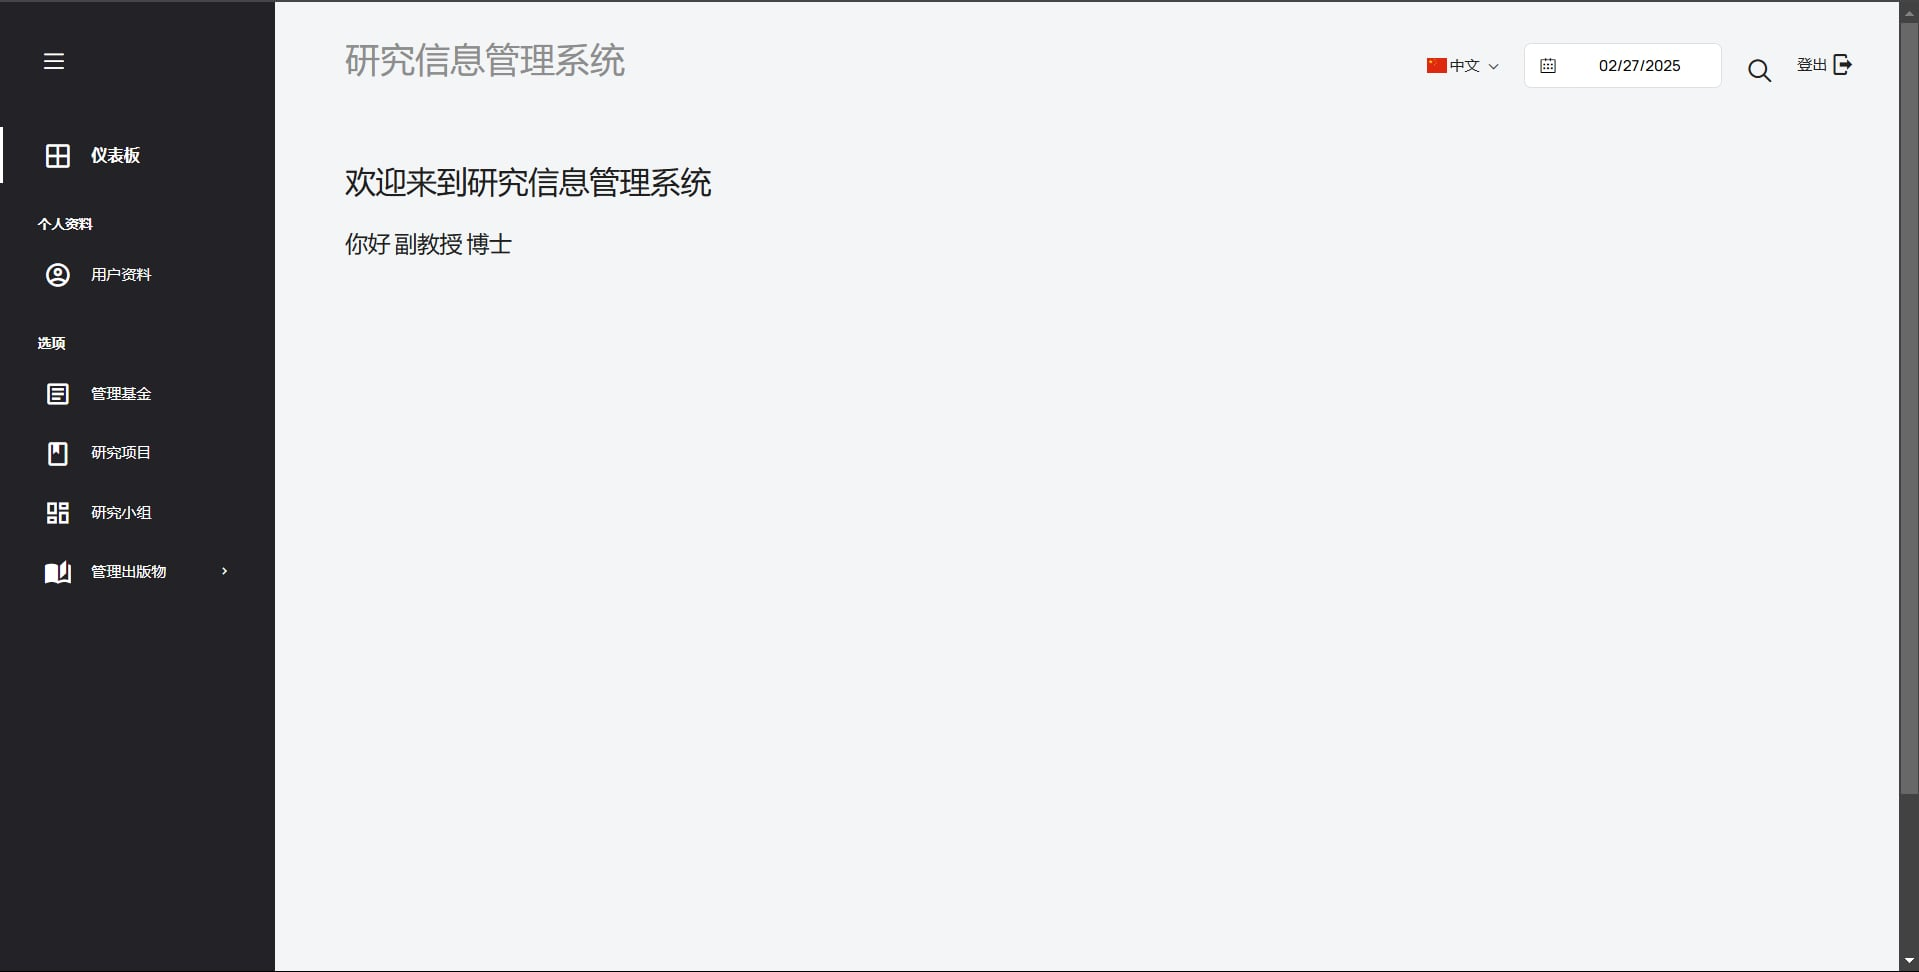 研究信息管理系统
中文
02/27/2025
登出
仪表板
个人资料
用户资料
选项
管理基金
研究项目
研究小组
管理出版物
欢迎来到研究信息管理系统
你好 副教授 博士